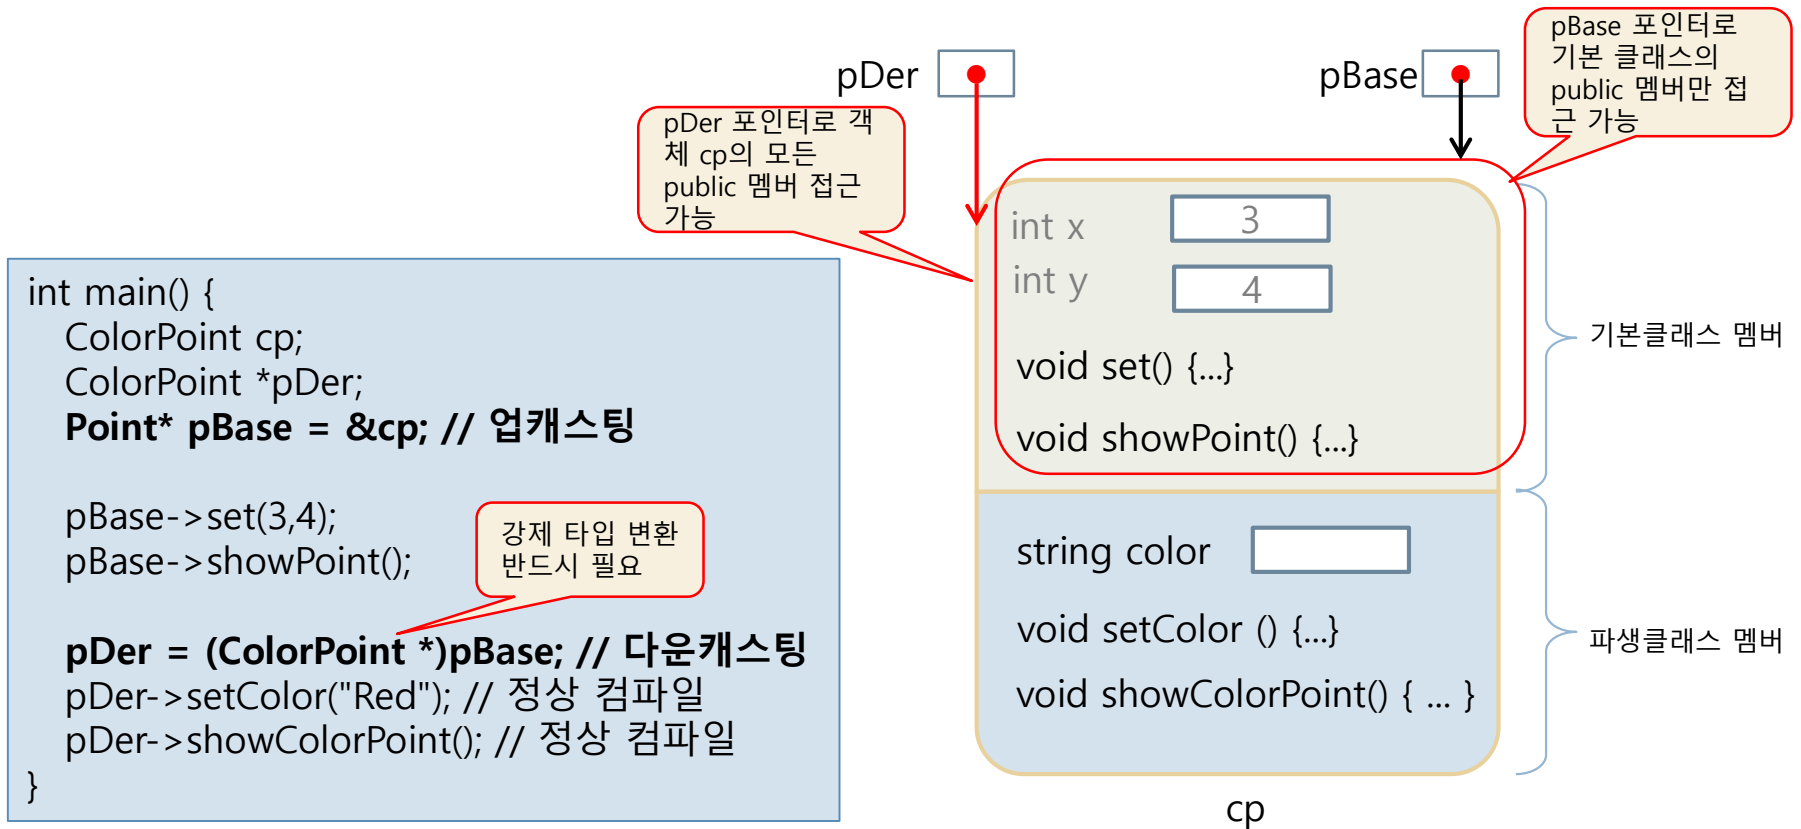 pDer
pBase
pBase 포인터로
기본 클래스의
public 멤버만 접
근 가능
pDer 포인터로 객
체 cp의 모든
public 멤버 접근
가능
int main() {
ColorPoint cp;
ColorPoint *pDer;
Point* pBase = &cp; // 업캐스팅
pBase->set(3,4);
pBase->showPoint();
강제 타입 변환
반드시 필요
pDer = (ColorPoint *)pBase; // 다운캐스팅
pDer->setColor("Red"); // 정상 컴파일
pDer->showColorPoint(); // 정상 컴파일
}
int x 3
int y 4
void set() {...}
void showPoint() {...}
기본클래스 멤버
string color
void setColor () {...}
void showColorPoint() { ... }
파생클래스 멤버
cp